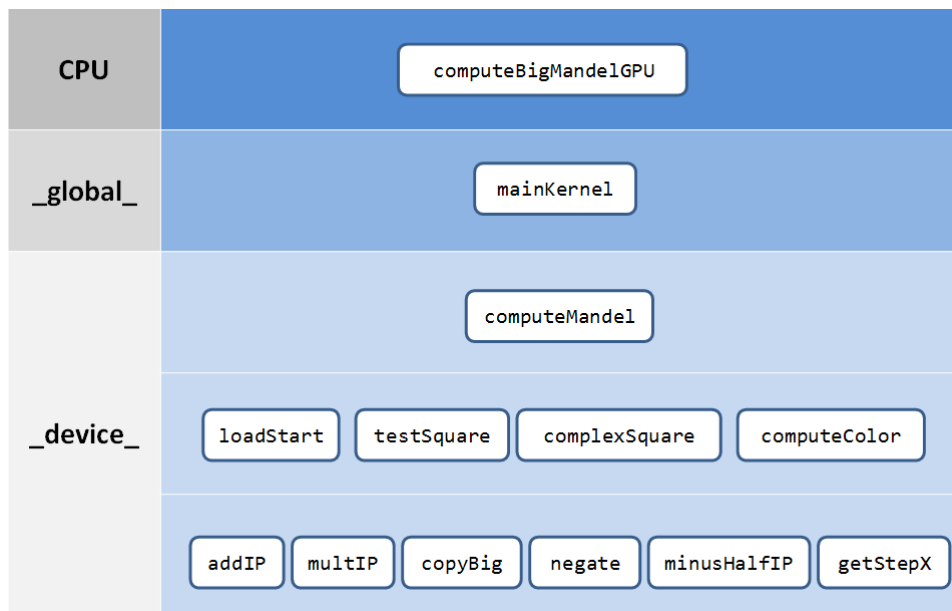 CPU
computeBigMandelGPU
_global_
mainKernel
computeMandel
_device_
loadStart
testSquare
complexSquare
computeColor
addIP
multIP
copyBig
negate
minusHalfIP
getStepX